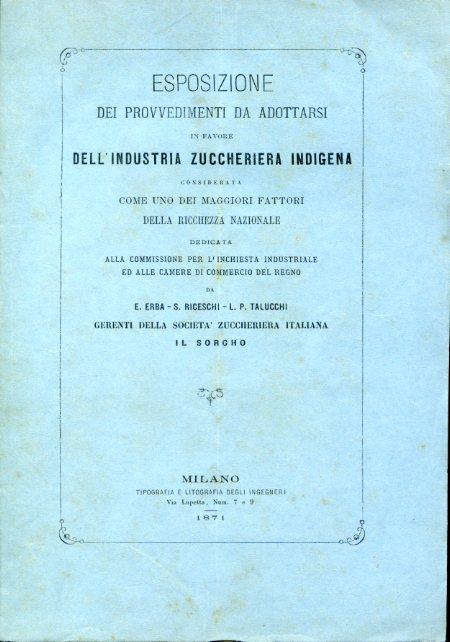 ESPOSIZIONE
DEI PROVVEDIMENTI DA ADOTTARSI
IN FAVORE
DELL'INDUSTRIA ZUCCHERIERA INDIGENA
CONSIDERATA
COME UNO DEI MAGGIORI FATTORI
DELLA RICCHEZZA NAZIONALE
DEDICATA
ALLA COMMISSIONE PER L'INCHIESTA INDUSTRIALE
ED ALLE CAMERE DI COMMERCIO DEL REGNO
DA
E. ERBA - S. RICESCHI - L. P. TALUCCHI
GERENTI DELLA SOCIETA' ZUCCHERIERA ITALIANA
IL SORGHO
MILANO
TIPOGRAFIA E LITOGRAFIA DEGLI INGEGNERI
Via Lupetta, Num. 7 e 9
1871